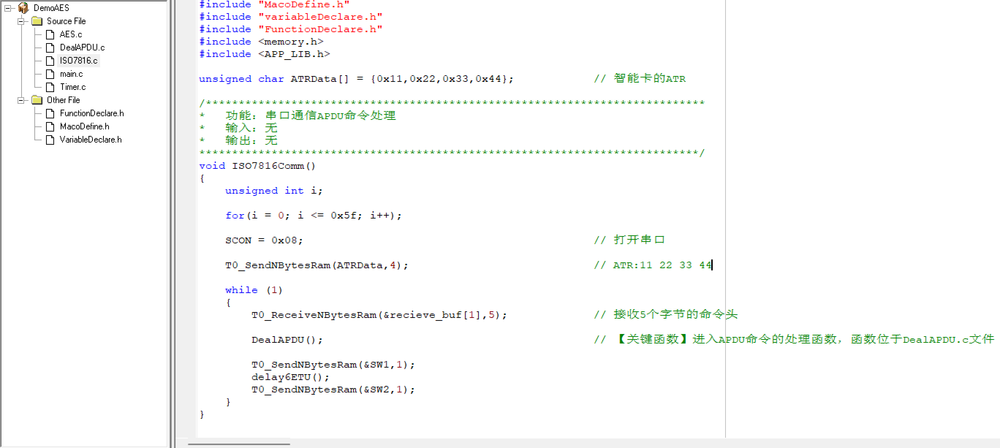 DemoAES
Source File
AES.c
DealAPDU.c
ISO7816.c
main.c
Timer.c
Other File
FunctionDeclare.h
MacoDefine.h
VariableDeclare.h
#include "MacoDefine.h"
#include "variableDeclare.h"
#include "FunctionDeclare.h"
#include <memory.h>
#include <APP_LIB.h>
unsigned char ATRData[] = {0x11,0x22,0x33,0x44}; // 智能卡的ATR
/****************************************************************************
* 功能：串口通信APDU命令处理
* 输入：无
* 输出：无
****************************************************************************/
void ISO7816Comm()
{
unsigned int i;
for(i = 0; i <= 0x5f; i++);
SCON = 0x08; // 打开串口
T0_SendNBytesRam(ATRData,4); // ATR:11 22 33 44
while (1)
{
T0_ReceiveNBytesRam(&recieve_buf[1],5); // 接收5个字节的命令头
DealAPDU(); // 【关键函数】进入APDU命令的处理函数，函数位于DealAPDU.c文件
T0_SendNBytesRam(&SW1,1);
delay6ETU();
T0_SendNBytesRam(&SW2,1);
}
}